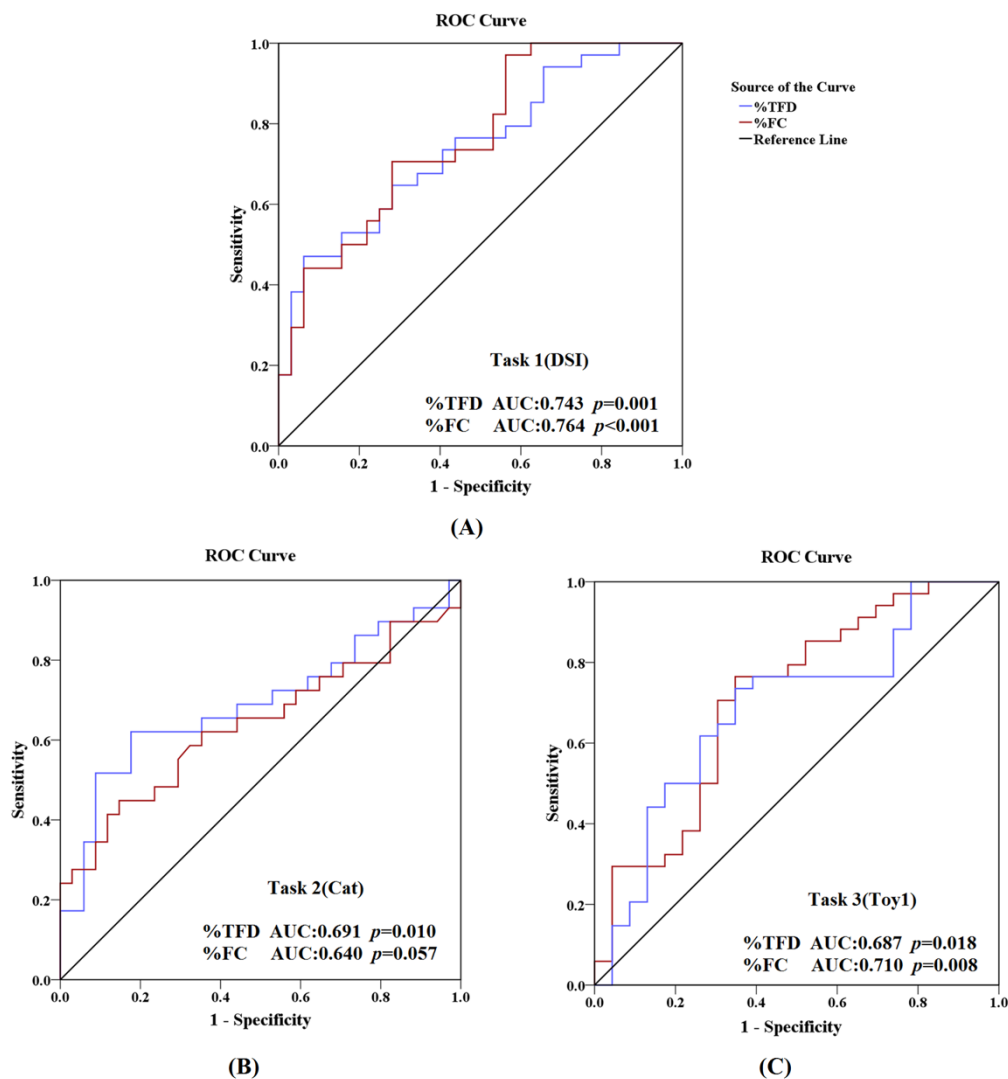 ROC Curve
Source of the Curve
%TFD
%FC
Reference Line
1.0
0.8
0.6
0.4
0.2
0.0
Sensitivity
Task 1(DSI)
%TFD AUC:0.743 p=0.001
%FC AUC:0.764 p<0.001
0.0 0.2 0.4 0.6 0.8 1.0
1 - Specificity
(A)
ROC Curve
1.0
0.8
0.6
0.4
0.2
0.0
Sensitivity
Task 2(Cat)
%TFD AUC:0.691 p=0.010
%FC AUC:0.640 p=0.057
0.0 0.2 0.4 0.6 0.8 1.0
1 - Specificity
(B)
ROC Curve
1.0
0.8
0.6
0.4
0.2
0.0
Sensitivity
Task 3(Toy1)
%TFD AUC:0.687 p=0.018
%FC AUC:0.710 p=0.008
0.0 0.2 0.4 0.6 0.8 1.0
1 - Specificity
(C)